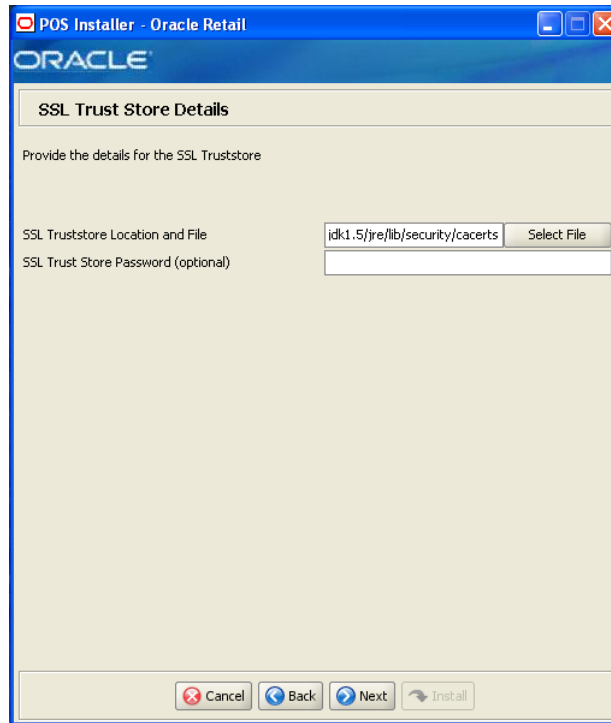 POS Installer - Oracle Retail
ORACLE
SSL Trust Store Details
Provide the details for the SSL Truststore
SSL Truststore Location and File jdk1.5/jre/lib/security/cacerts Select File
SSL Trust Store Password (optional)
Cancel Back Next Install